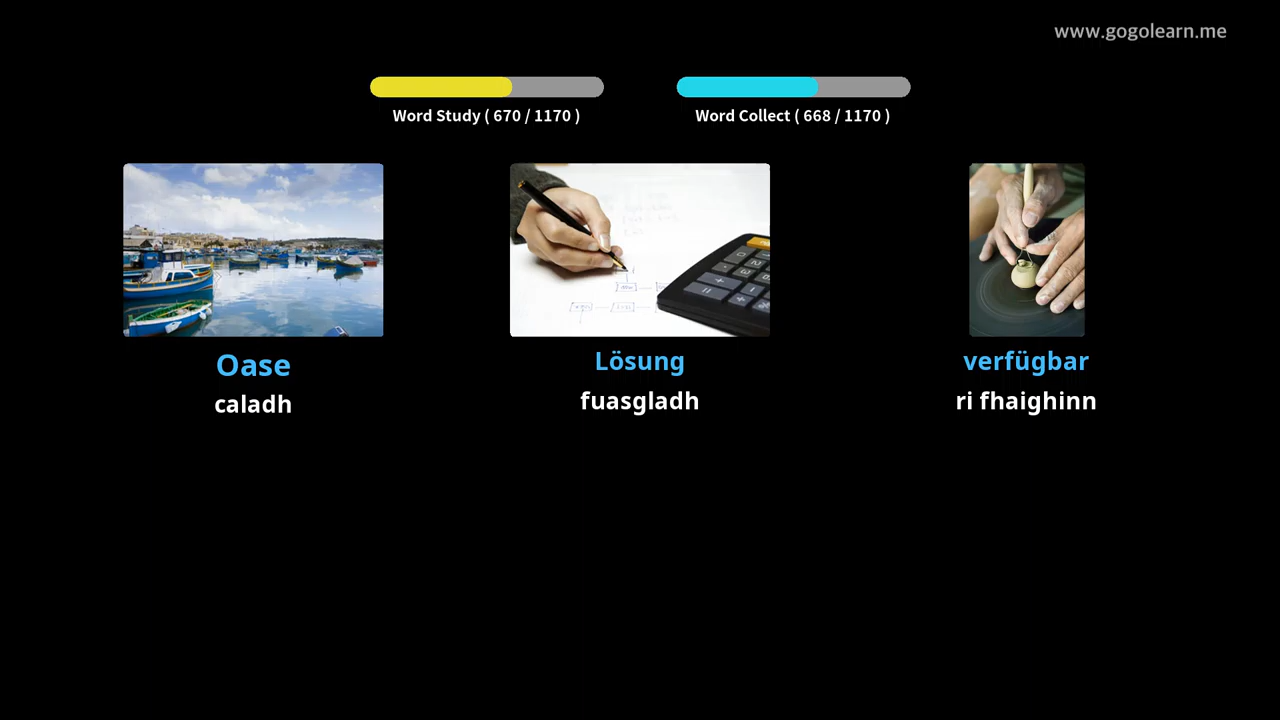 www.gogolearn.me
Word Study ( 670 / 1170 )
Word Collect ( 668 / 1170 )
Oase
caladh
Lösung
fuasgladh
verfügbar
ri fhaighinn